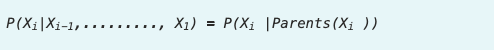 P(Xᵢ|Xᵢ₋₁,........., X₁) = P(Xᵢ |Parents(Xᵢ ))